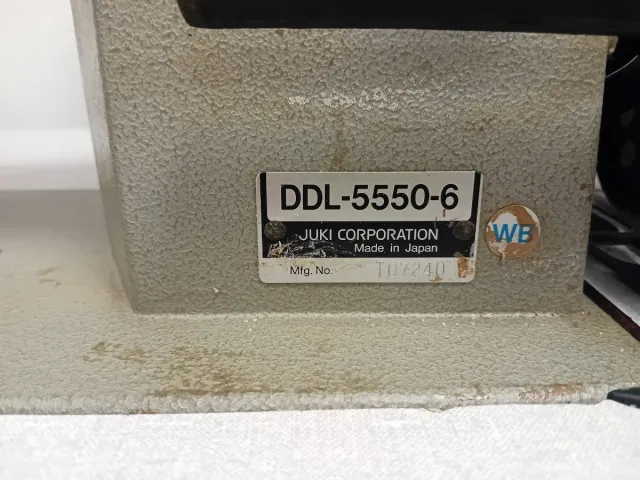 DDL-5550-6
JUKI CORPORATION
Made in Japan
Mfg. No.
WB